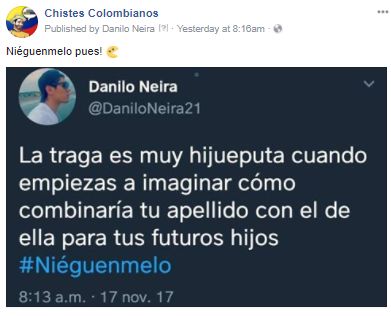 Chistes Colombianos
Published by Danilo Neira [?] · Yesterday at 8:16am ·
Niéguenmelo pues!
Danilo Neira
@DaniloNeira21
La traga es muy hijueputa cuando
empiezas a imaginar cómo
combinaría tu apellido con el de
ella para tus futuros hijos
#Niéguenmelo
8:13 a.m. · 17 nov. 17